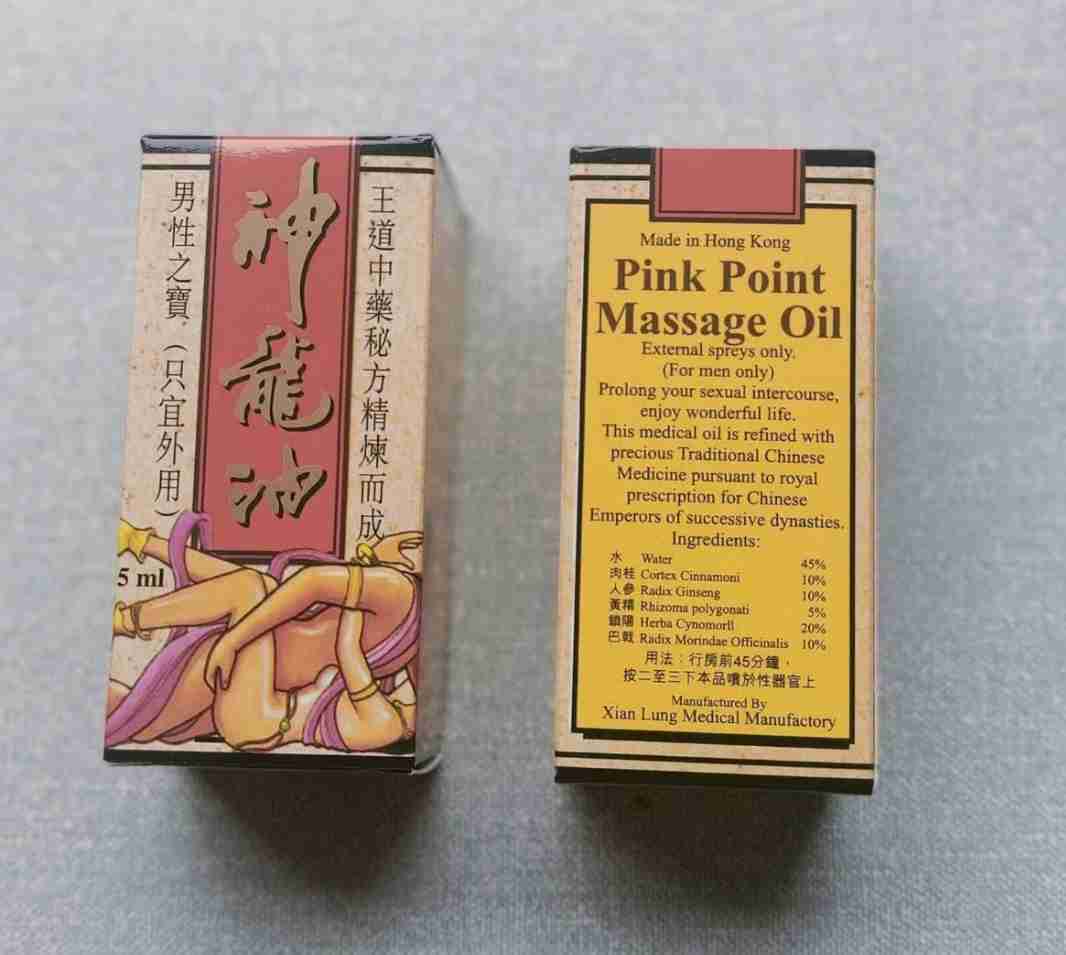 王道中藥秘方精煉而成
神龍油
男性之寶（只宜外用）
5 ml
Made in Hong Kong
Pink Point
Massage Oil
External spreys only.
(For men only)
Prolong your sexual intercourse,
enjoy wonderful life.
This medical oil is refined with
precious Traditional Chinese
Medicine pursuant to royal
prescription for Chinese
Emperors of successive dynasties.
Ingredients:
水 Water 45%
肉桂 Cortex Cinnamoni 10%
人參 Radix Ginseng 10%
黃精 Rhizoma polygonati 5%
鎖陽 Herba Cynomorll 20%
巴戟 Radix Morindae Officinalis 10%
用法：行房前45分鐘，
按二至三下本品噴於性器官上
Manufactured By
Xian Lung Medical Manufactory